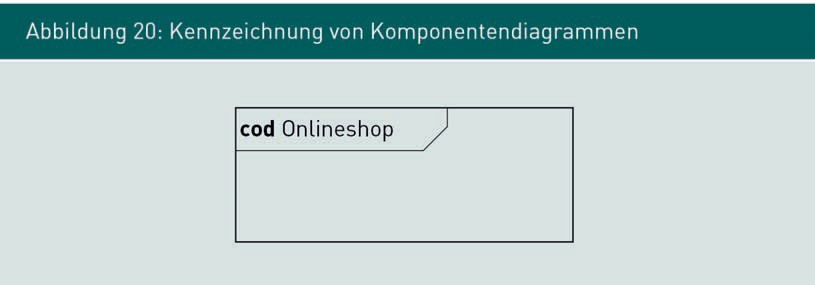 Abbildung 20: Kennzeichnung von Komponentendiagrammen
cod Onlineshop